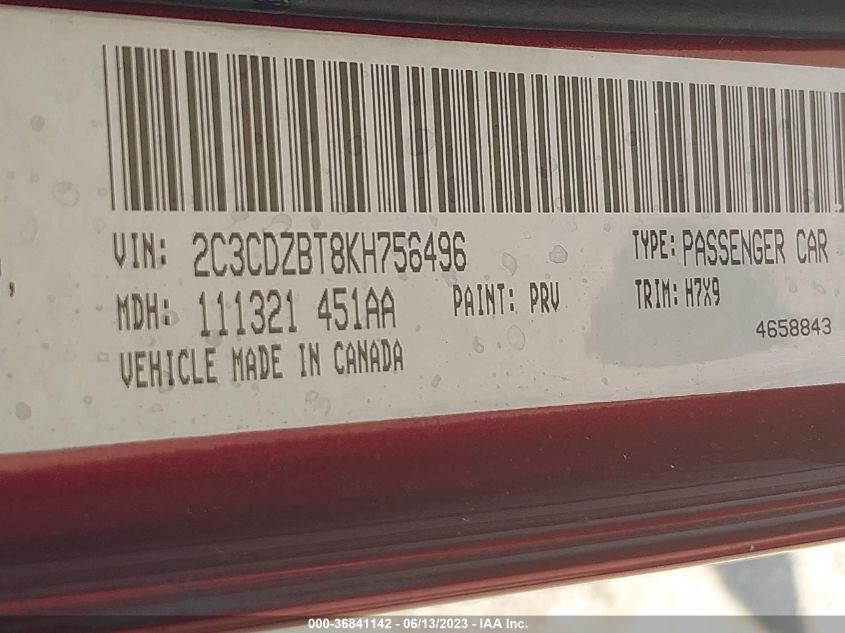 VIN: 2C3CDZBT8KH756496 TYPE: PASSENGER CAR
MDH: 111321 451AA PAINT: PRV TRIM: H7X9
4658843
VEHICLE MADE IN CANADA
000-36841142 - 06/13/2023 - IAA Inc.